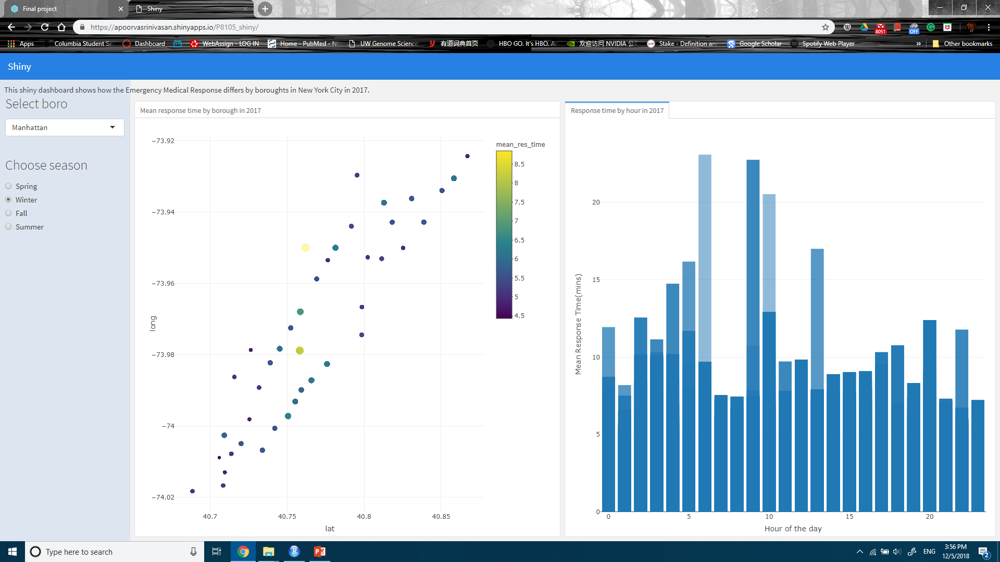 Final project
Shiny
https://apoorvasrinivasan.shinyapps.io/P8105_shiny/
8051
OFF
Apps
Columbia Student Se
Dashboard
WebAssign - LOG IN
Home - PubMed - N
UW Genome Science
有道词典首页
HBO GO. It's HBO. A
欢迎访问 NVIDIA 公
Stake - Definition an
Google Scholar
Spotify Web Player
»
Other bookmarks
Shiny
This shiny dashboard shows how the Emergency Medical Response differs by boroughts in New York City in 2017.
Select boro
Manhattan
Choose season
Spring
Winter
Fall
Summer
Mean response time by borough in 2017
−73.92
−73.94
−73.96
−73.98
−74
−74.02
long
40.7
40.75
40.8
40.85
lat
mean_res_time
8.5
8
7.5
7
6.5
6
5.5
5
4.5
Response time by hour in 2017
Mean Response Time(mins)
20
15
10
5
0
0
5
10
15
20
Hour of the day
Type here to search
ENG
3:56 PM
12/5/2018
2